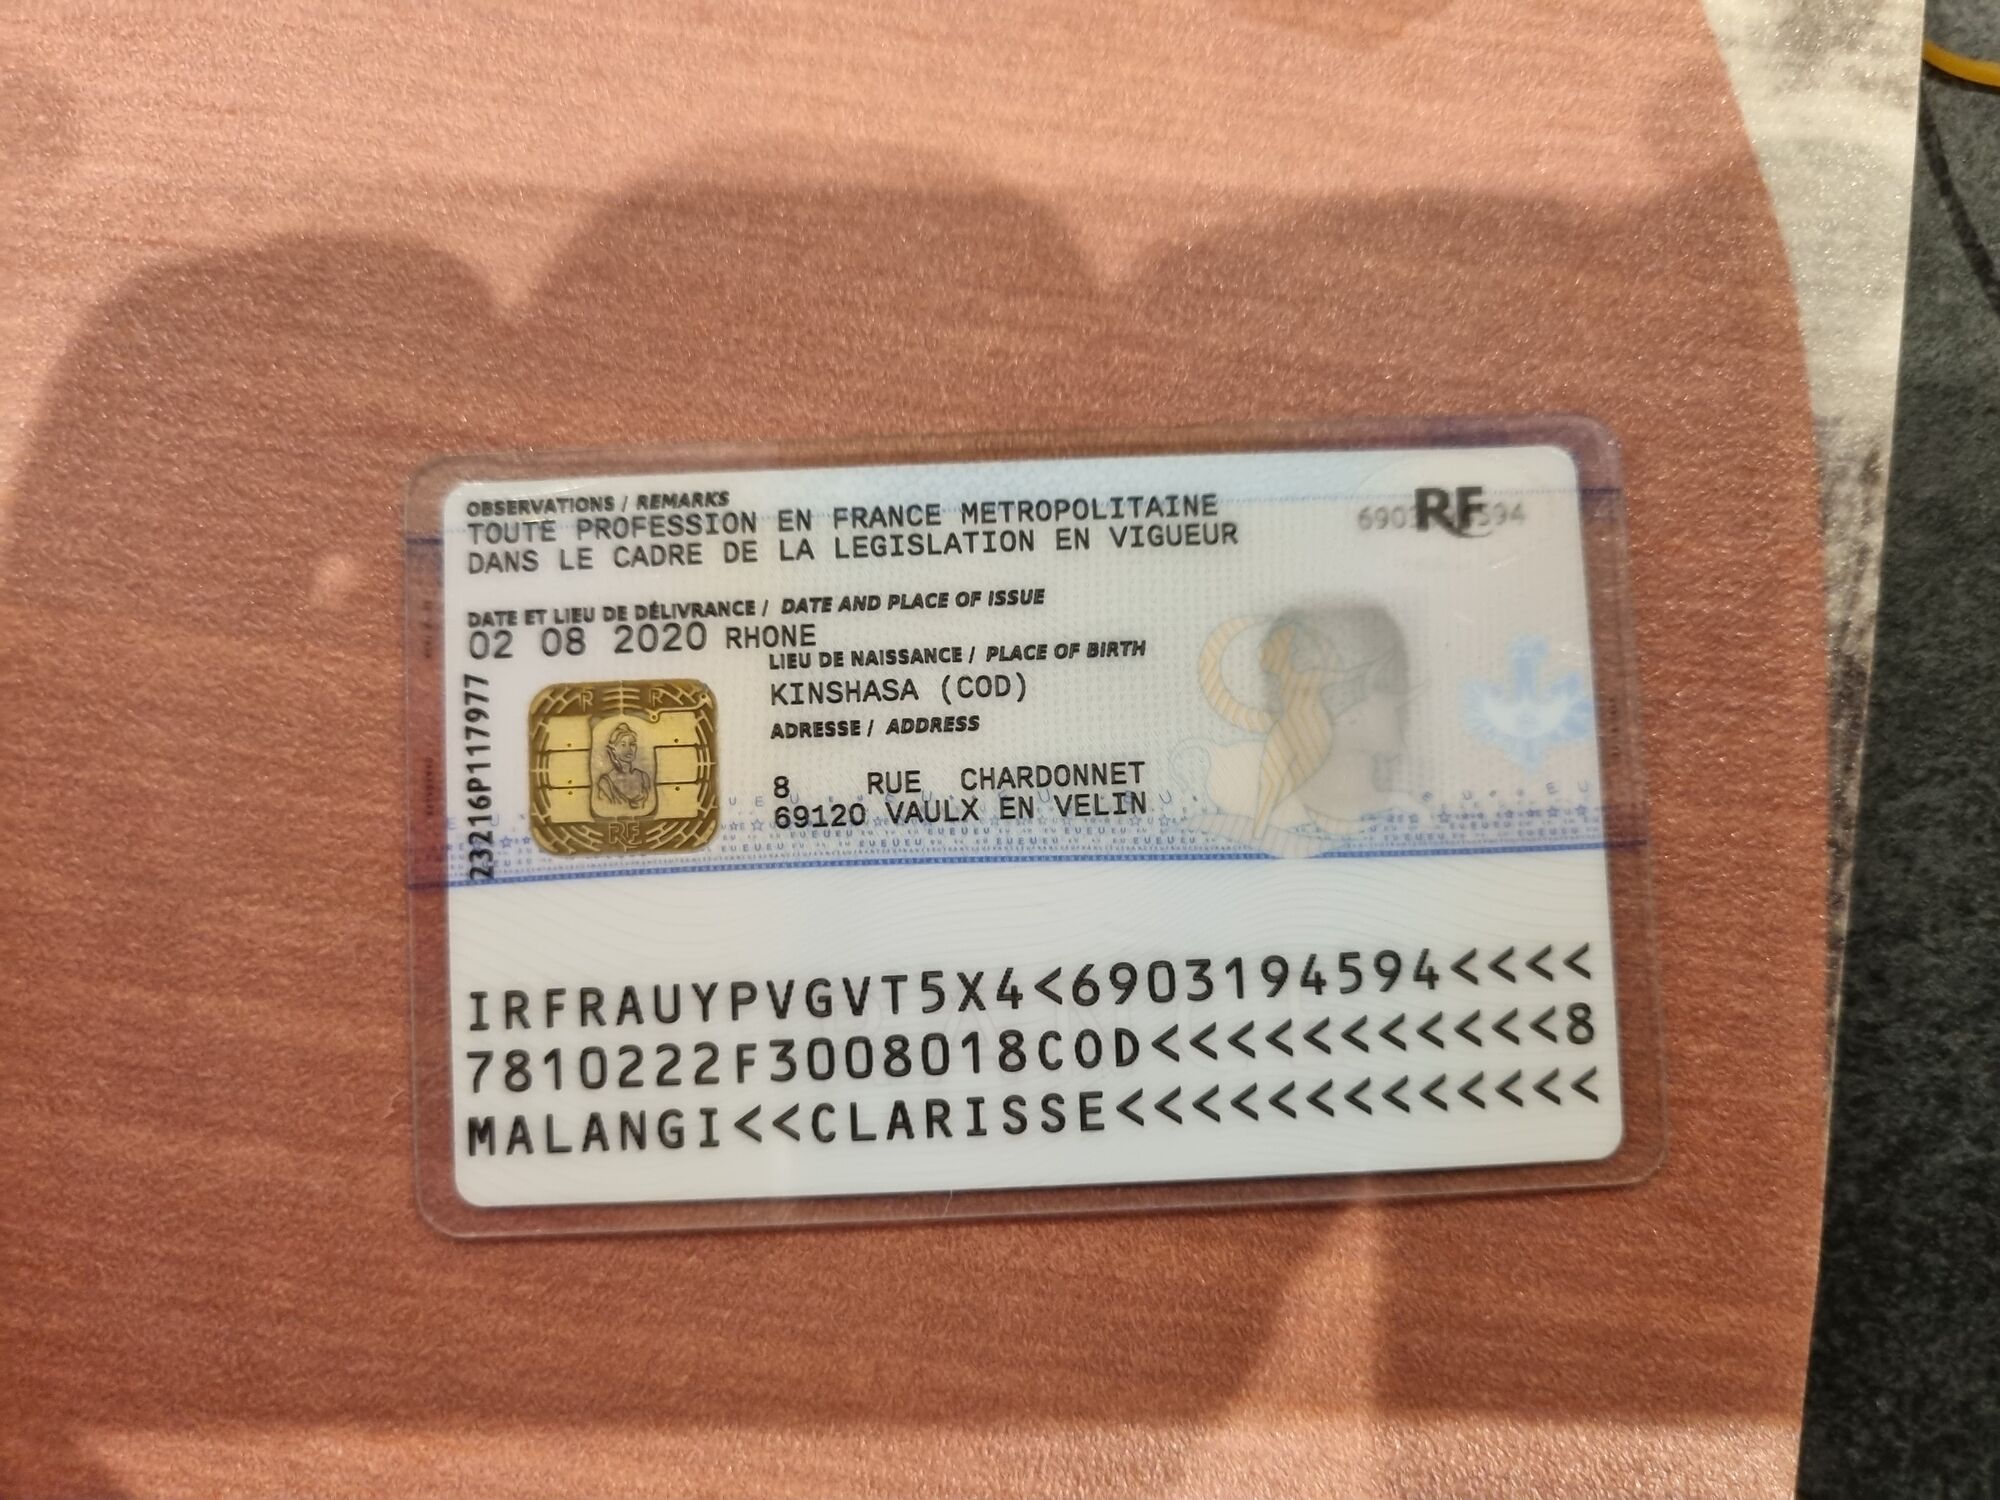 OBSERVATIONS / REMARKS
TOUTE PROFESSION EN FRANCE METROPOLITAINE
DANS LE CADRE DE LA LEGISLATION EN VIGUEUR
RF
DATE ET LIEU DE DÉLIVRANCE / DATE AND PLACE OF ISSUE
02 08 2020 RHONE
LIEU DE NAISSANCE / PLACE OF BIRTH
KINSHASA (COD)
ADRESSE / ADDRESS
8 RUE CHARDONNET
69120 VAULX EN VELIN
23216P117977
IRFRAUYPVGVT5X4<6903194594<<<<
7810222F3008018COD<<<<<<<<<<<8
MALANGI<<CLARISSE<<<<<<<<<<<<<